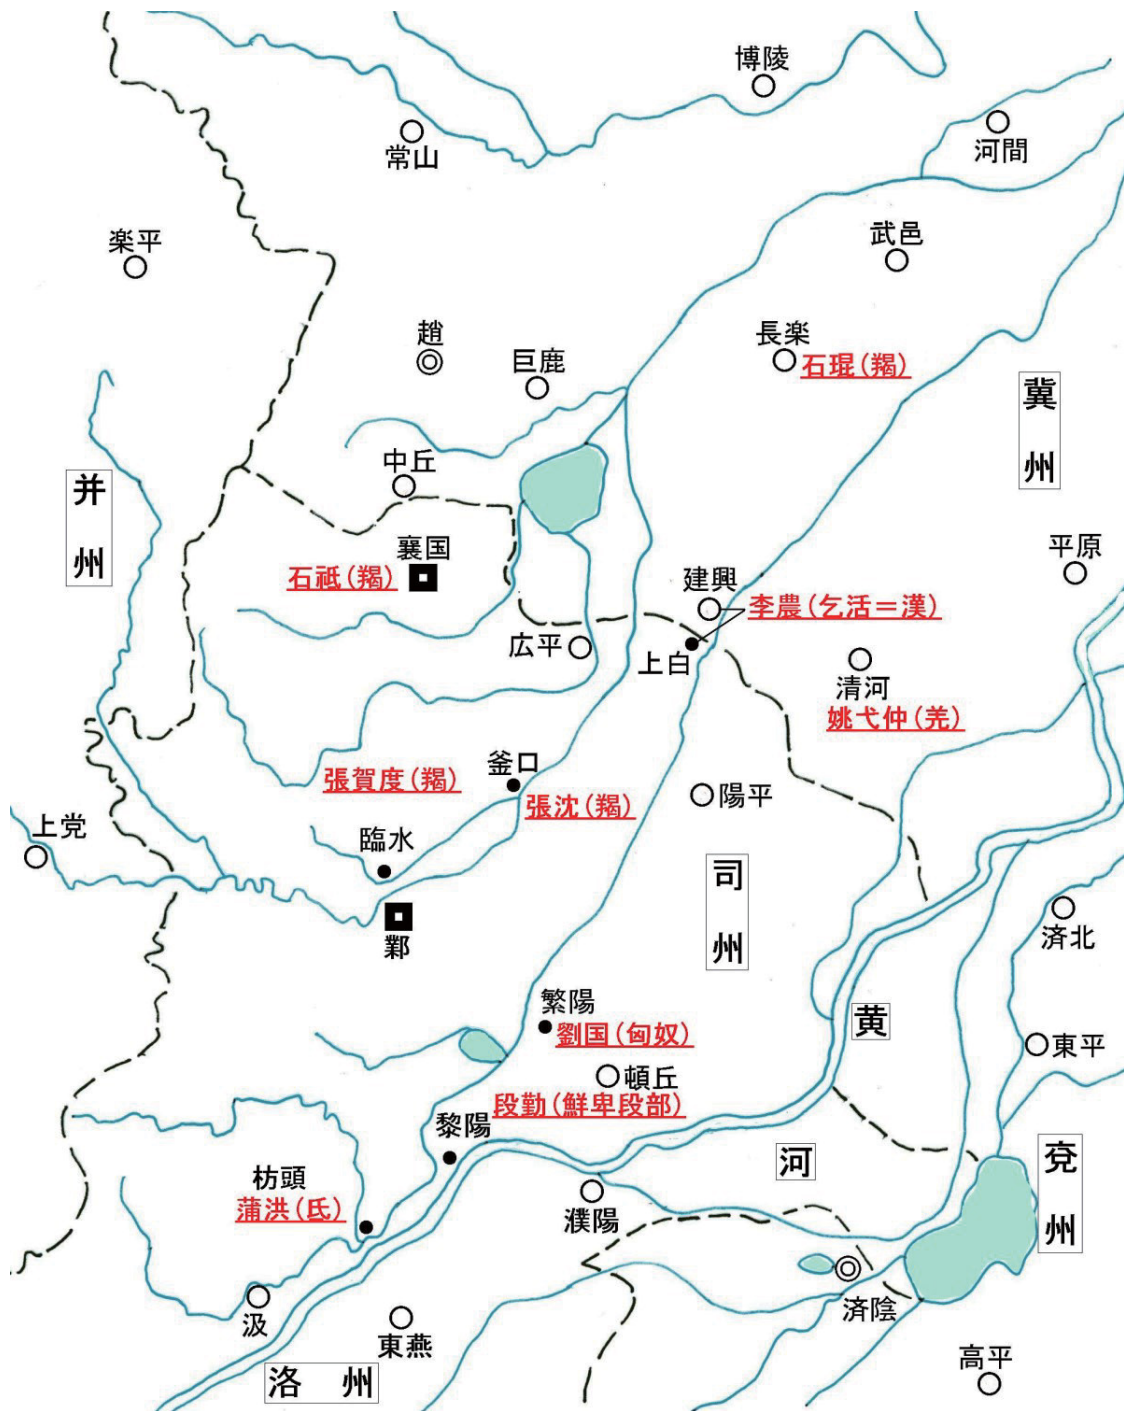 博陵
常山
河間
武邑
楽平
趙
長楽
石琨(羯)
巨鹿
冀州
中丘
并州
襄国
石祗(羯)
平原
建興
李農(乞活＝漢)
広平
上白
清河
姚弋仲(羌)
釜口
張賀度(羯)
張沈(羯)
陽平
上党
臨水
司州
済北
鄴
繁陽
劉国(匈奴)
黄
東平
頓丘
段勤(鮮卑段部)
黎陽
河
兗州
枋頭
蒲洪(氐)
濮陽
汲
済陰
東燕
高平
洛州